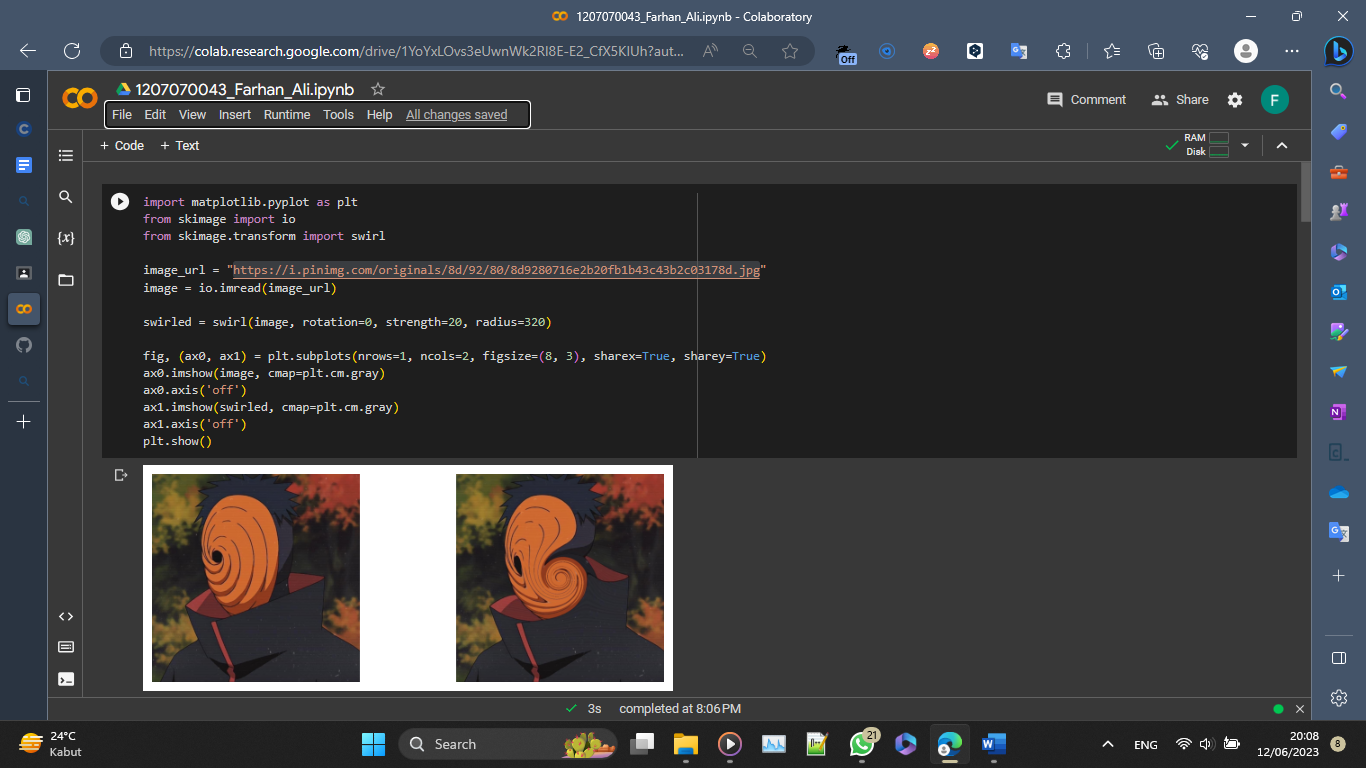 1207070043_Farhan_Ali.ipynb - Colaboratory
https://colab.research.google.com/drive/1YoYxLOvs3eUwnWk2Rl8E-E2_CfX5KIUh?aut...
Off
1207070043_Farhan_Ali.ipynb
File Edit View Insert Runtime Tools Help All changes saved
Comment Share F
+ Code + Text
RAM
Disk
import matplotlib.pyplot as plt
from skimage import io
from skimage.transform import swirl
image_url = "https://i.pinimg.com/originals/8d/92/80/8d9280716e2b20fb1b43c43b2c03178d.jpg"
image = io.imread(image_url)
swirled = swirl(image, rotation=0, strength=20, radius=320)
fig, (ax0, ax1) = plt.subplots(nrows=1, ncols=2, figsize=(8, 3), sharex=True, sharey=True)
ax0.imshow(image, cmap=plt.cm.gray)
ax0.axis('off')
ax1.imshow(swirled, cmap=plt.cm.gray)
ax1.axis('off')
plt.show()
3s completed at 8:06 PM
24°C
Kabut
Search
21
ENG
20:08
12/06/2023
8